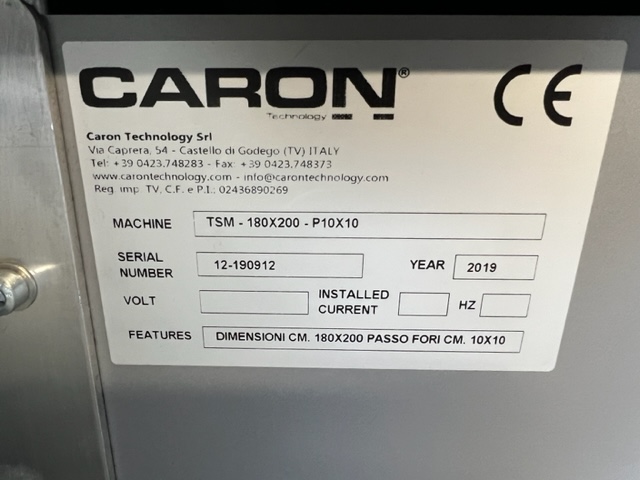 CARON®
Technology
CE
Caron Technology Srl
Via Caprera, 54 - Castello di Godego (TV) ITALY
Tel: +39 0423.748283 - Fax: +39 0423.748373
www.carontechnology.com - info@carontechnology.com
Reg. imp. TV, C.F. e P.I.: 02436890269
MACHINE TSM - 180X200 - P10X10
SERIAL NUMBER 12-190912 YEAR 2019
VOLT INSTALLED CURRENT HZ
FEATURES DIMENSIONI CM. 180X200 PASSO FORI CM. 10X10